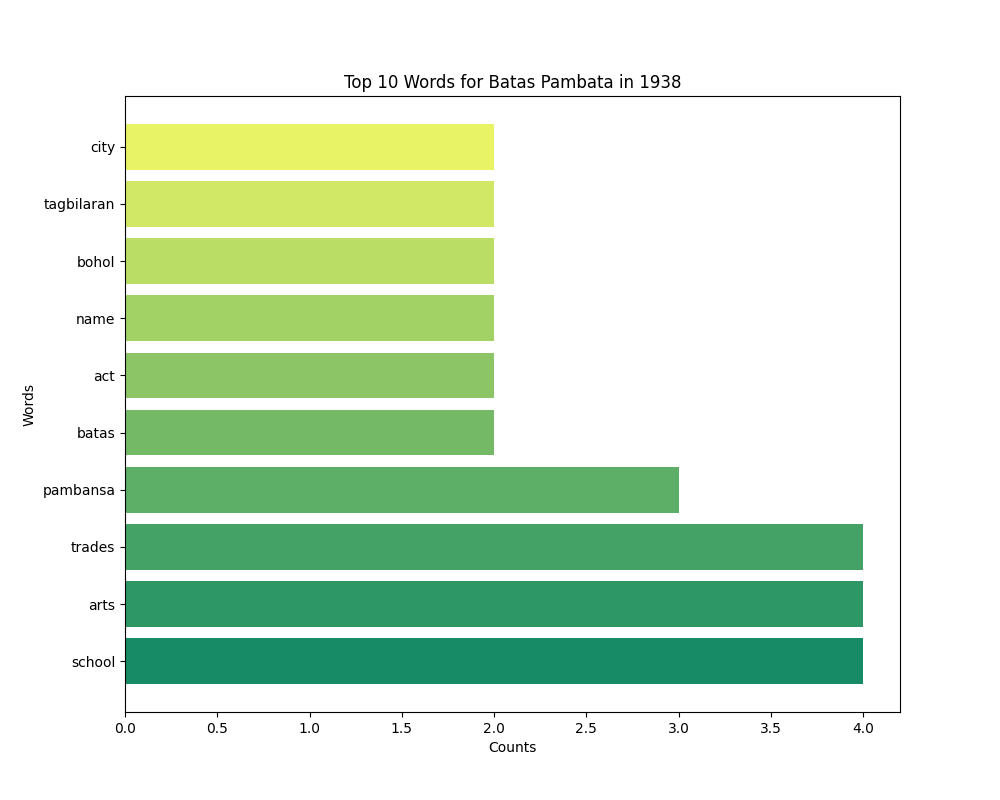 Top 10 Words for Batas Pambata in 1938
city
tagbilaran
bohol
name
act
batas
pambansa
trades
arts
school
Words
0.0 0.5 1.0 1.5 2.0 2.5 3.0 3.5 4.0
Counts